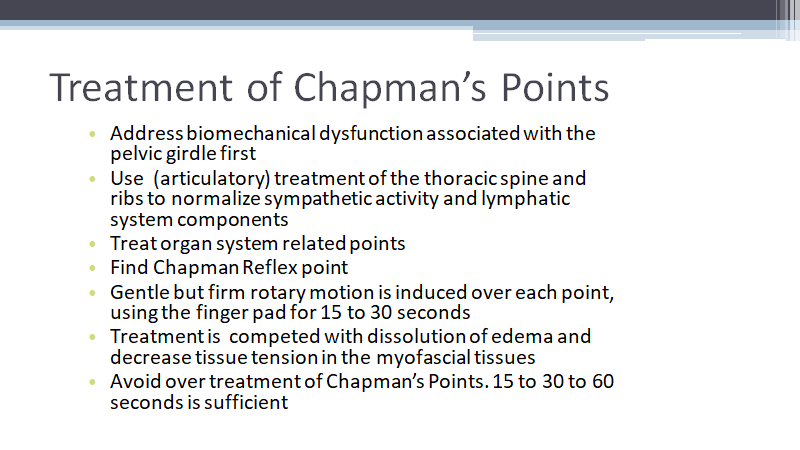 Treatment of Chapman’s Points
• Address biomechanical dysfunction associated with the
pelvic girdle first
• Use (articulatory) treatment of the thoracic spine and
ribs to normalize sympathetic activity and lymphatic
system components
• Treat organ system related points
• Find Chapman Reflex point
• Gentle but firm rotary motion is induced over each point,
using the finger pad for 15 to 30 seconds
• Treatment is competed with dissolution of edema and
decrease tissue tension in the myofascial tissues
• Avoid over treatment of Chapman’s Points. 15 to 30 to 60
seconds is sufficient